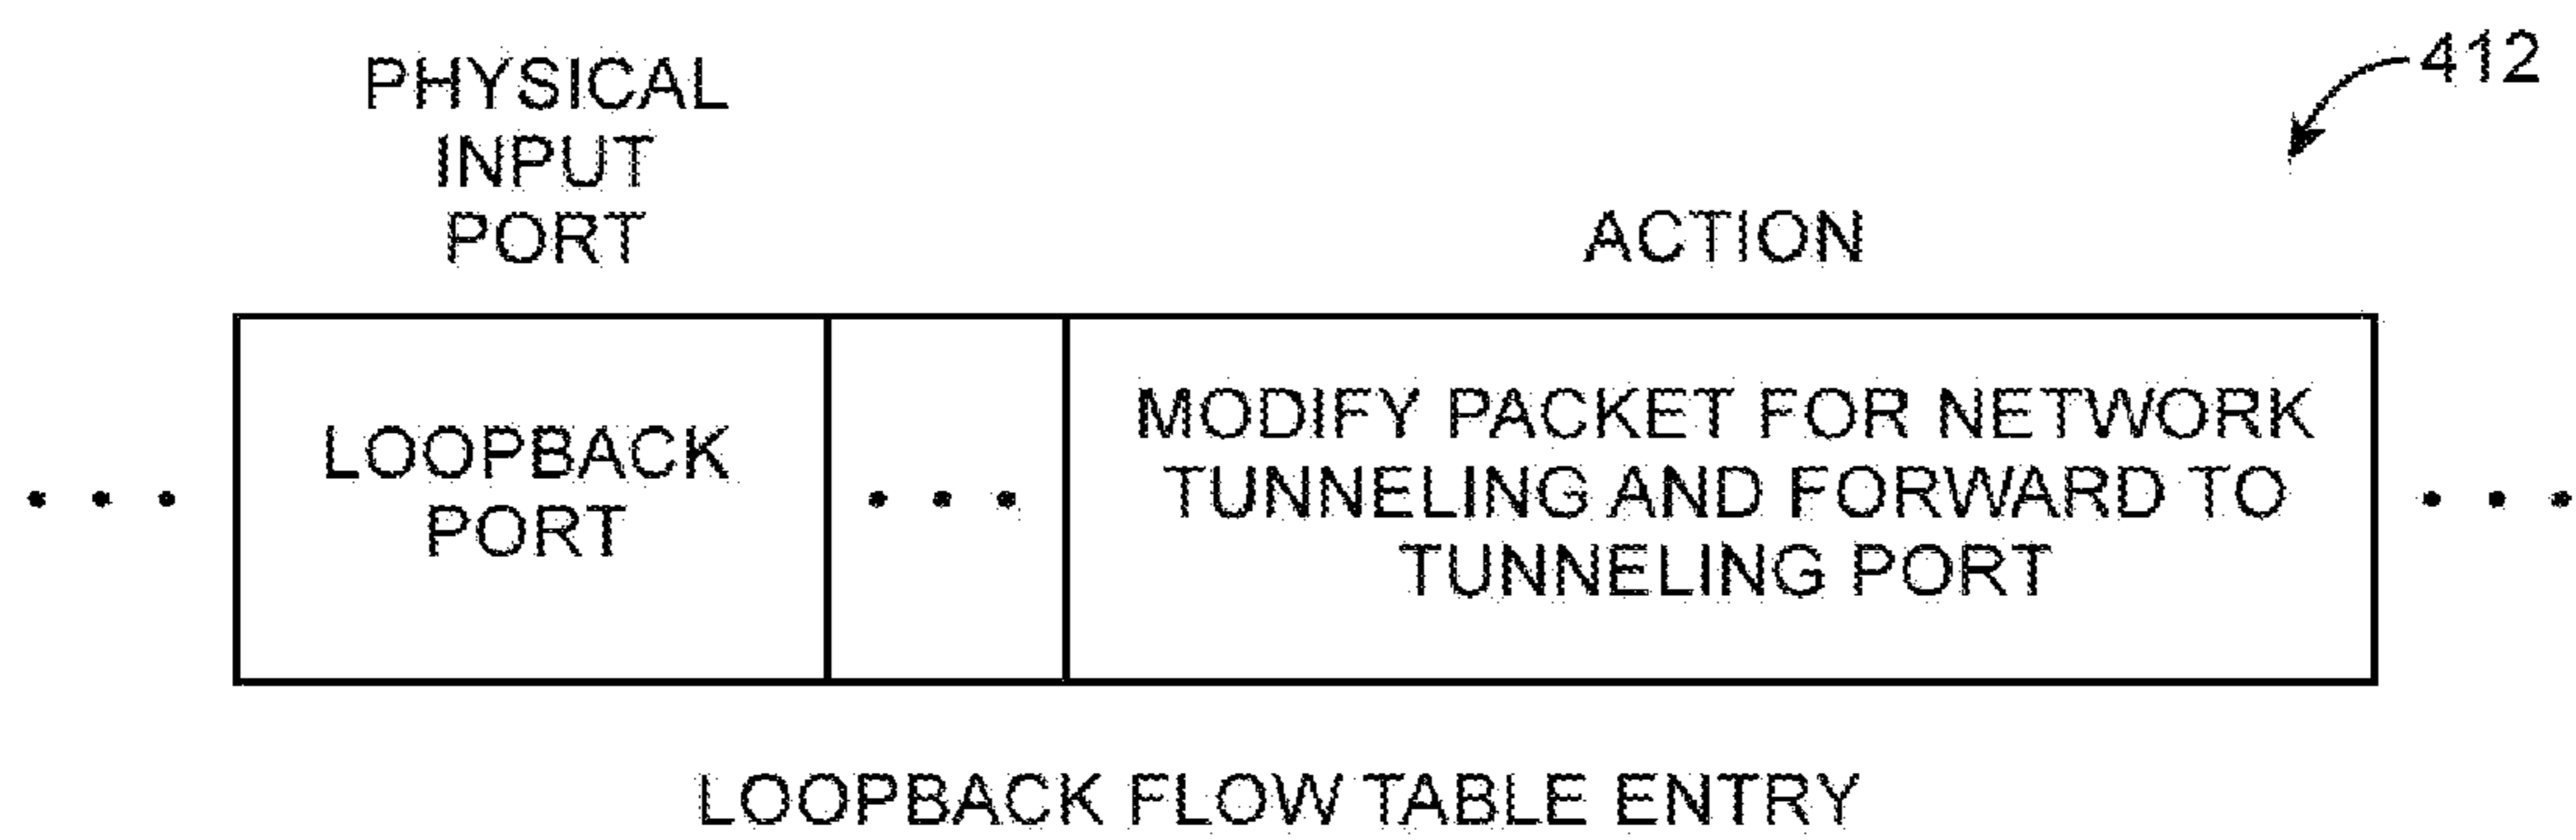 412
PHYSICAL
INPUT
PORT
ACTION
LOOPBACK
PORT
MODIFY PACKET FOR NETWORK
TUNNELING AND FORWARD TO
TUNNELING PORT
LOOPBACK FLOW TABLE ENTRY